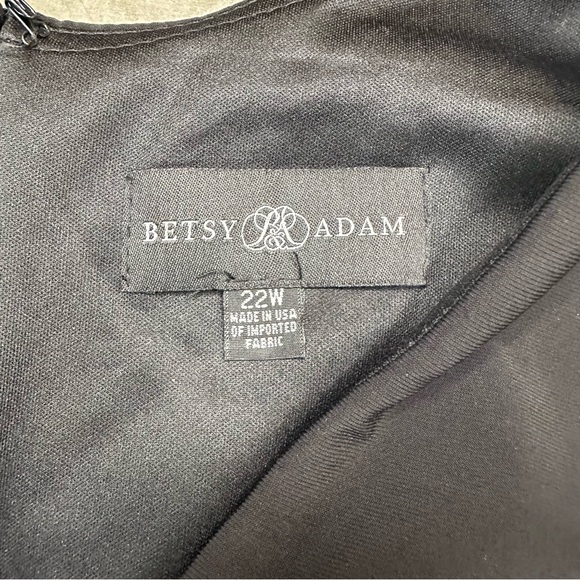 BETSY ADAM
22W
MADE IN USA
OF IMPORTED
FABRIC